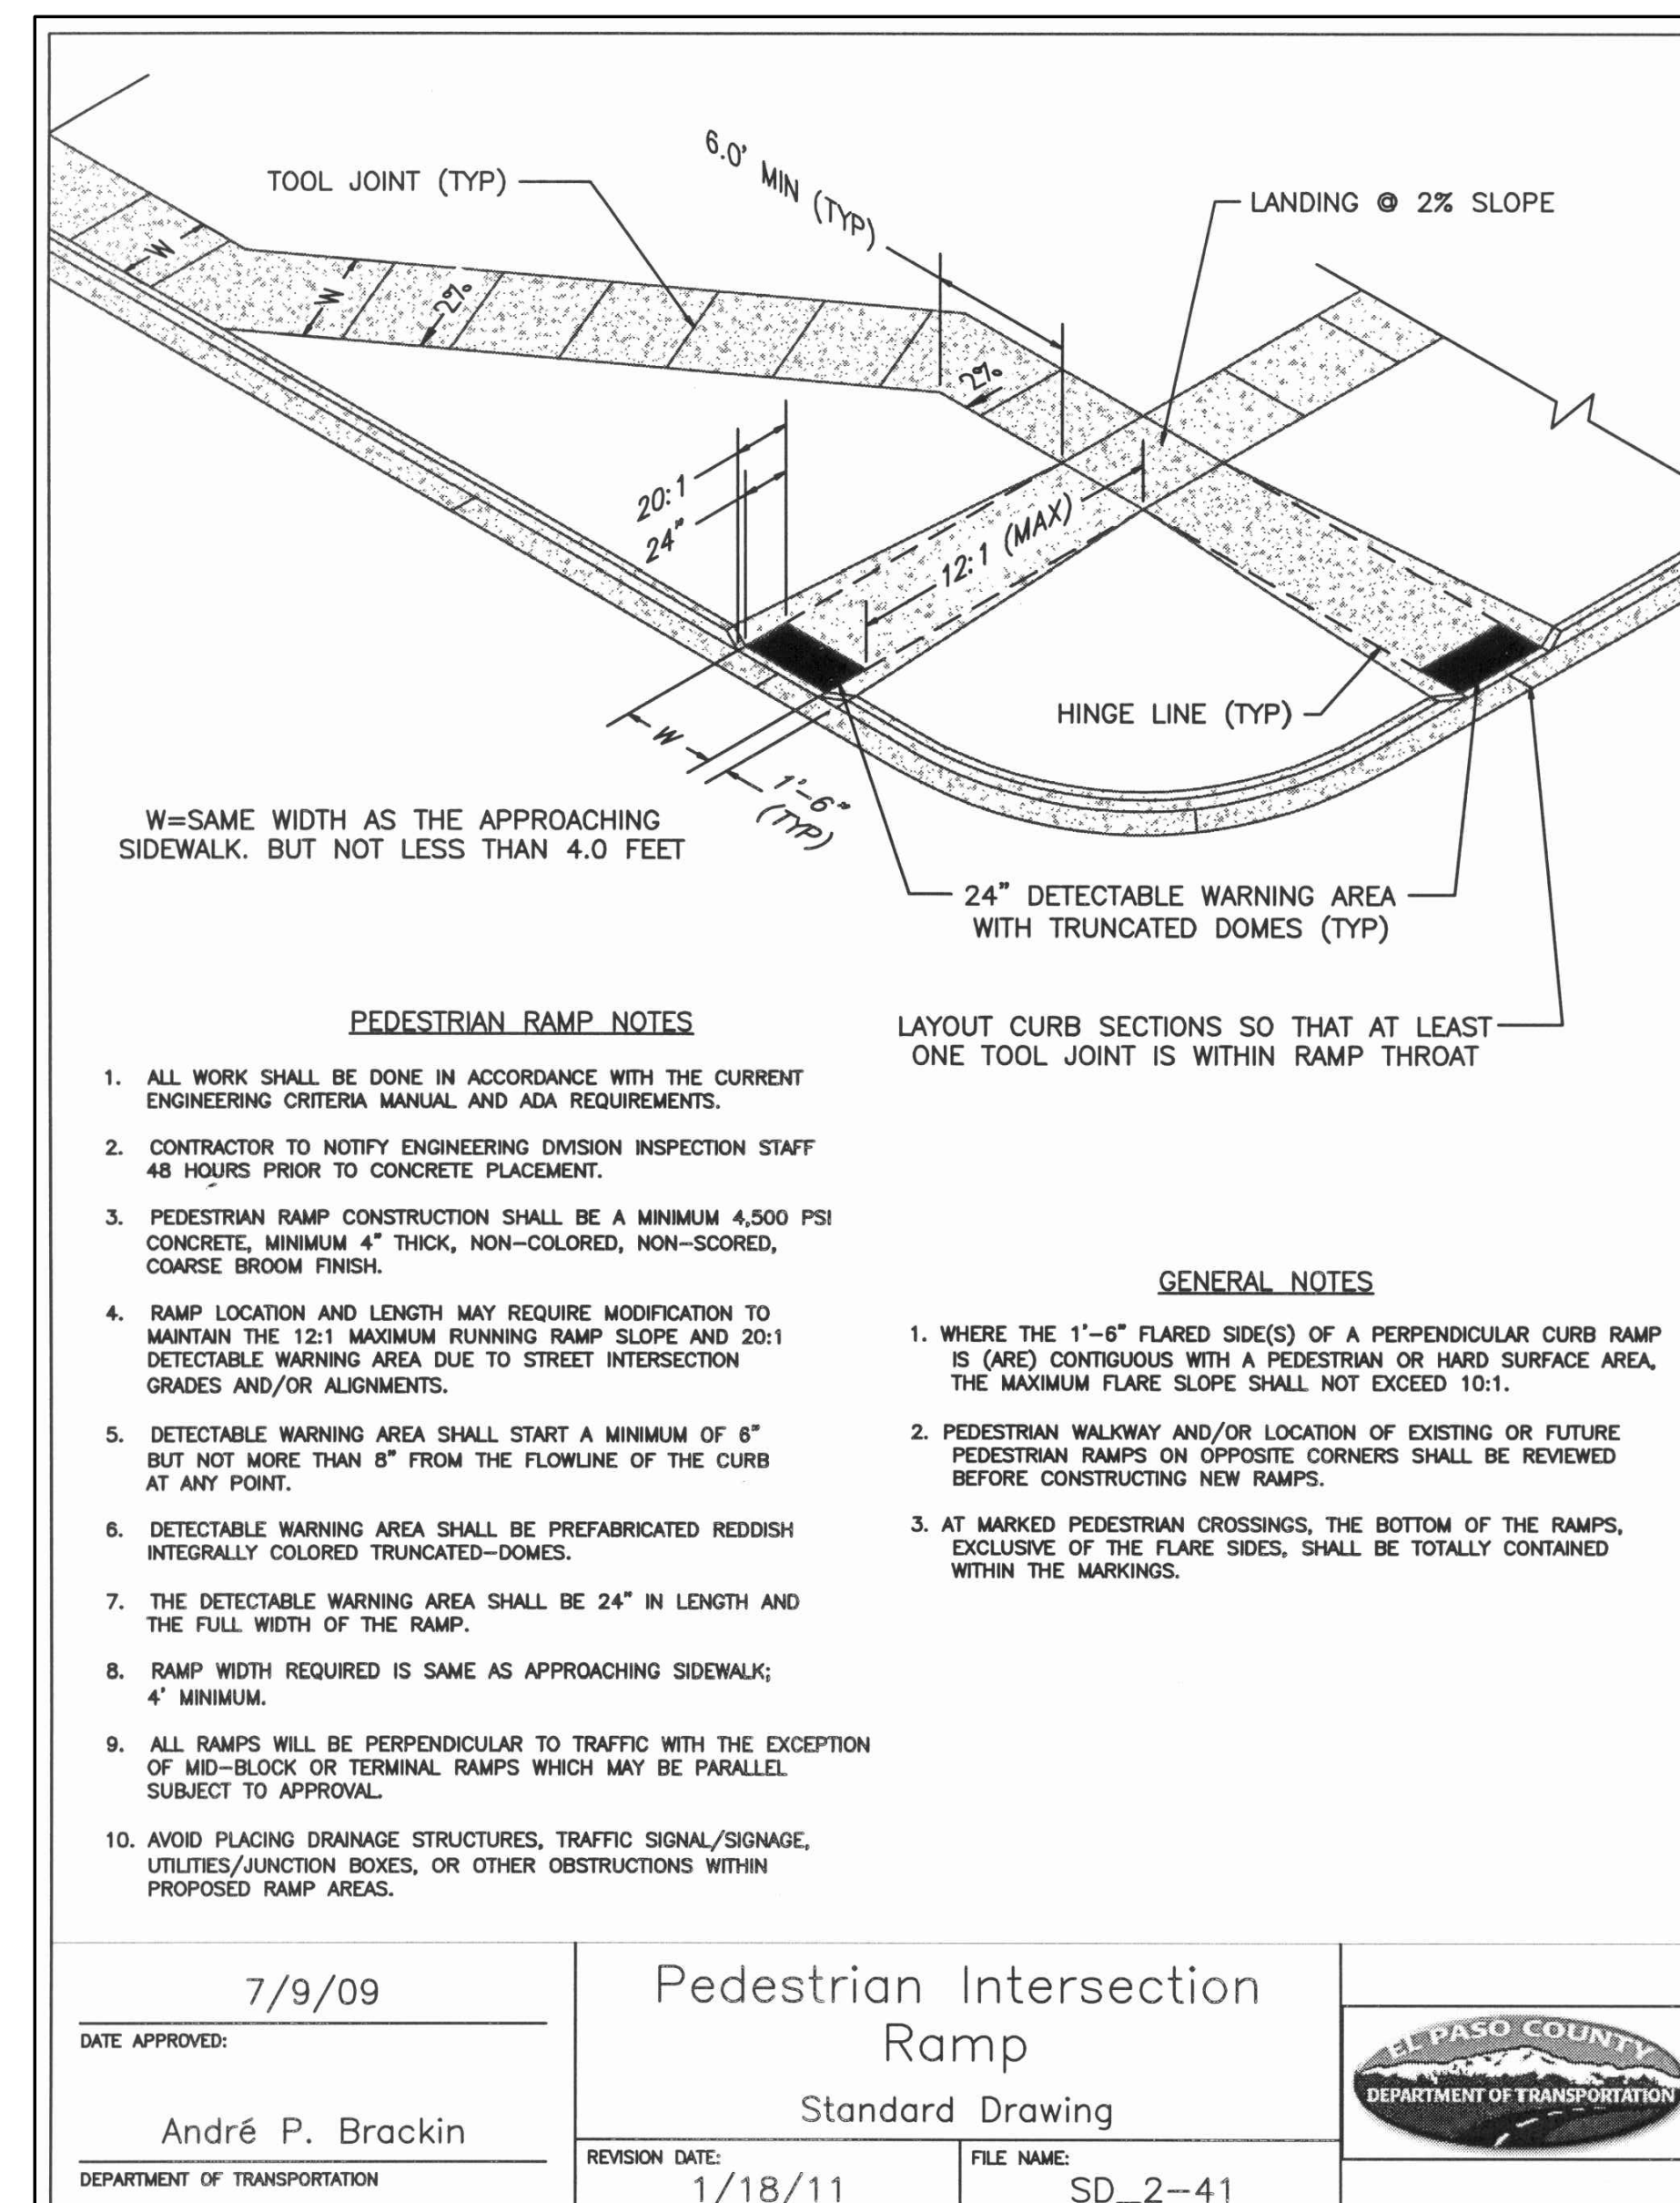 6.0' MIN (TYP)
TOOL JOINT (TYP)
LANDING @ 2% SLOPE
W
W
2%
2%
20:1
24"
12:1 (MAX)
HINGE LINE (TYP)
W
1'-6"
(TYP)
W=SAME WIDTH AS THE APPROACHING
SIDEWALK. BUT NOT LESS THAN 4.0 FEET
24" DETECTABLE WARNING AREA
WITH TRUNCATED DOMES (TYP)
LAYOUT CURB SECTIONS SO THAT AT LEAST
ONE TOOL JOINT IS WITHIN RAMP THROAT
PEDESTRIAN RAMP NOTES
1. ALL WORK SHALL BE DONE IN ACCORDANCE WITH THE CURRENT
ENGINEERING CRITERIA MANUAL AND ADA REQUIREMENTS.
2. CONTRACTOR TO NOTIFY ENGINEERING DIVISION INSPECTION STAFF
48 HOURS PRIOR TO CONCRETE PLACEMENT.
3. PEDESTRIAN RAMP CONSTRUCTION SHALL BE A MINIMUM 4,500 PSI
CONCRETE, MINIMUM 4" THICK, NON-COLORED, NON-SCORED,
COARSE BROOM FINISH.
4. RAMP LOCATION AND LENGTH MAY REQUIRE MODIFICATION TO
MAINTAIN THE 12:1 MAXIMUM RUNNING RAMP SLOPE AND 20:1
DETECTABLE WARNING AREA DUE TO STREET INTERSECTION
GRADES AND/OR ALIGNMENTS.
5. DETECTABLE WARNING AREA SHALL START A MINIMUM OF 6"
BUT NOT MORE THAN 8" FROM THE FLOWLINE OF THE CURB
AT ANY POINT.
6. DETECTABLE WARNING AREA SHALL BE PREFABRICATED REDDISH
INTEGRALLY COLORED TRUNCATED-DOMES.
7. THE DETECTABLE WARNING AREA SHALL BE 24" IN LENGTH AND
THE FULL WIDTH OF THE RAMP.
8. RAMP WIDTH REQUIRED IS SAME AS APPROACHING SIDEWALK;
4' MINIMUM.
9. ALL RAMPS WILL BE PERPENDICULAR TO TRAFFIC WITH THE EXCEPTION
OF MID-BLOCK OR TERMINAL RAMPS WHICH MAY BE PARALLEL
SUBJECT TO APPROVAL.
10. AVOID PLACING DRAINAGE STRUCTURES, TRAFFIC SIGNAL/SIGNAGE,
UTILITIES/JUNCTION BOXES, OR OTHER OBSTRUCTIONS WITHIN
PROPOSED RAMP AREAS.
GENERAL NOTES
1. WHERE THE 1'-6" FLARED SIDE(S) OF A PERPENDICULAR CURB RAMP
IS (ARE) CONTIGUOUS WITH A PEDESTRIAN OR HARD SURFACE AREA,
THE MAXIMUM FLARE SLOPE SHALL NOT EXCEED 10:1.
2. PEDESTRIAN WALKWAY AND/OR LOCATION OF EXISTING OR FUTURE
PEDESTRIAN RAMPS ON OPPOSITE CORNERS SHALL BE REVIEWED
BEFORE CONSTRUCTING NEW RAMPS.
3. AT MARKED PEDESTRIAN CROSSINGS, THE BOTTOM OF THE RAMPS,
EXCLUSIVE OF THE FLARE SIDES, SHALL BE TOTALLY CONTAINED
WITHIN THE MARKINGS.
7/9/09
DATE APPROVED:
André P. Brackin
DEPARTMENT OF TRANSPORTATION
Pedestrian Intersection
Ramp
Standard Drawing
REVISION DATE:
1/18/11
FILE NAME:
SD_2-41
EL PASO COUNTY
DEPARTMENT OF TRANSPORTATION